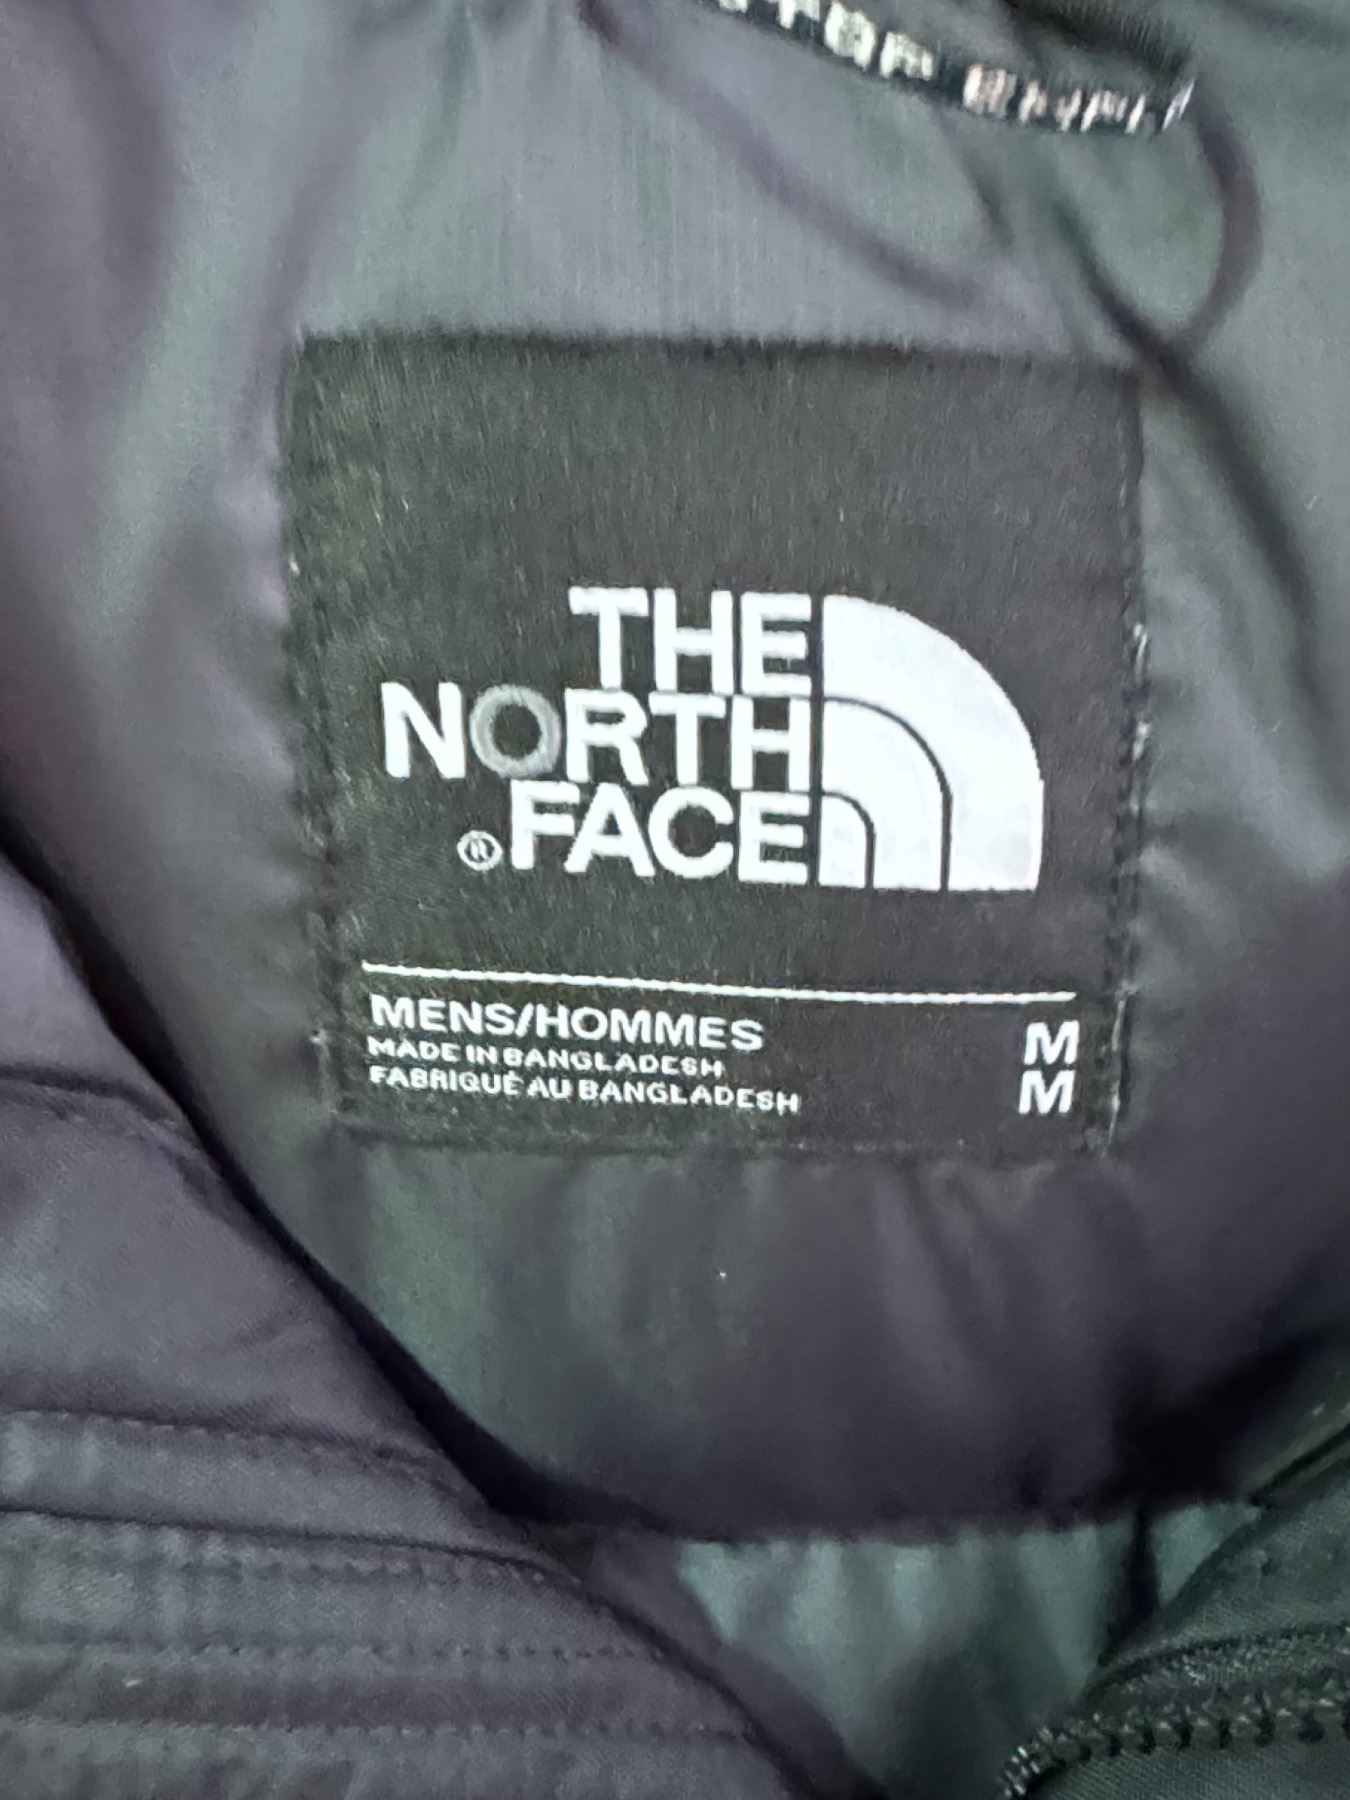 THE
NORTH
FACE
®
MENS/HOMMES M
MADE IN BANGLADESH M
FABRIQUÉ AU BANGLADESH